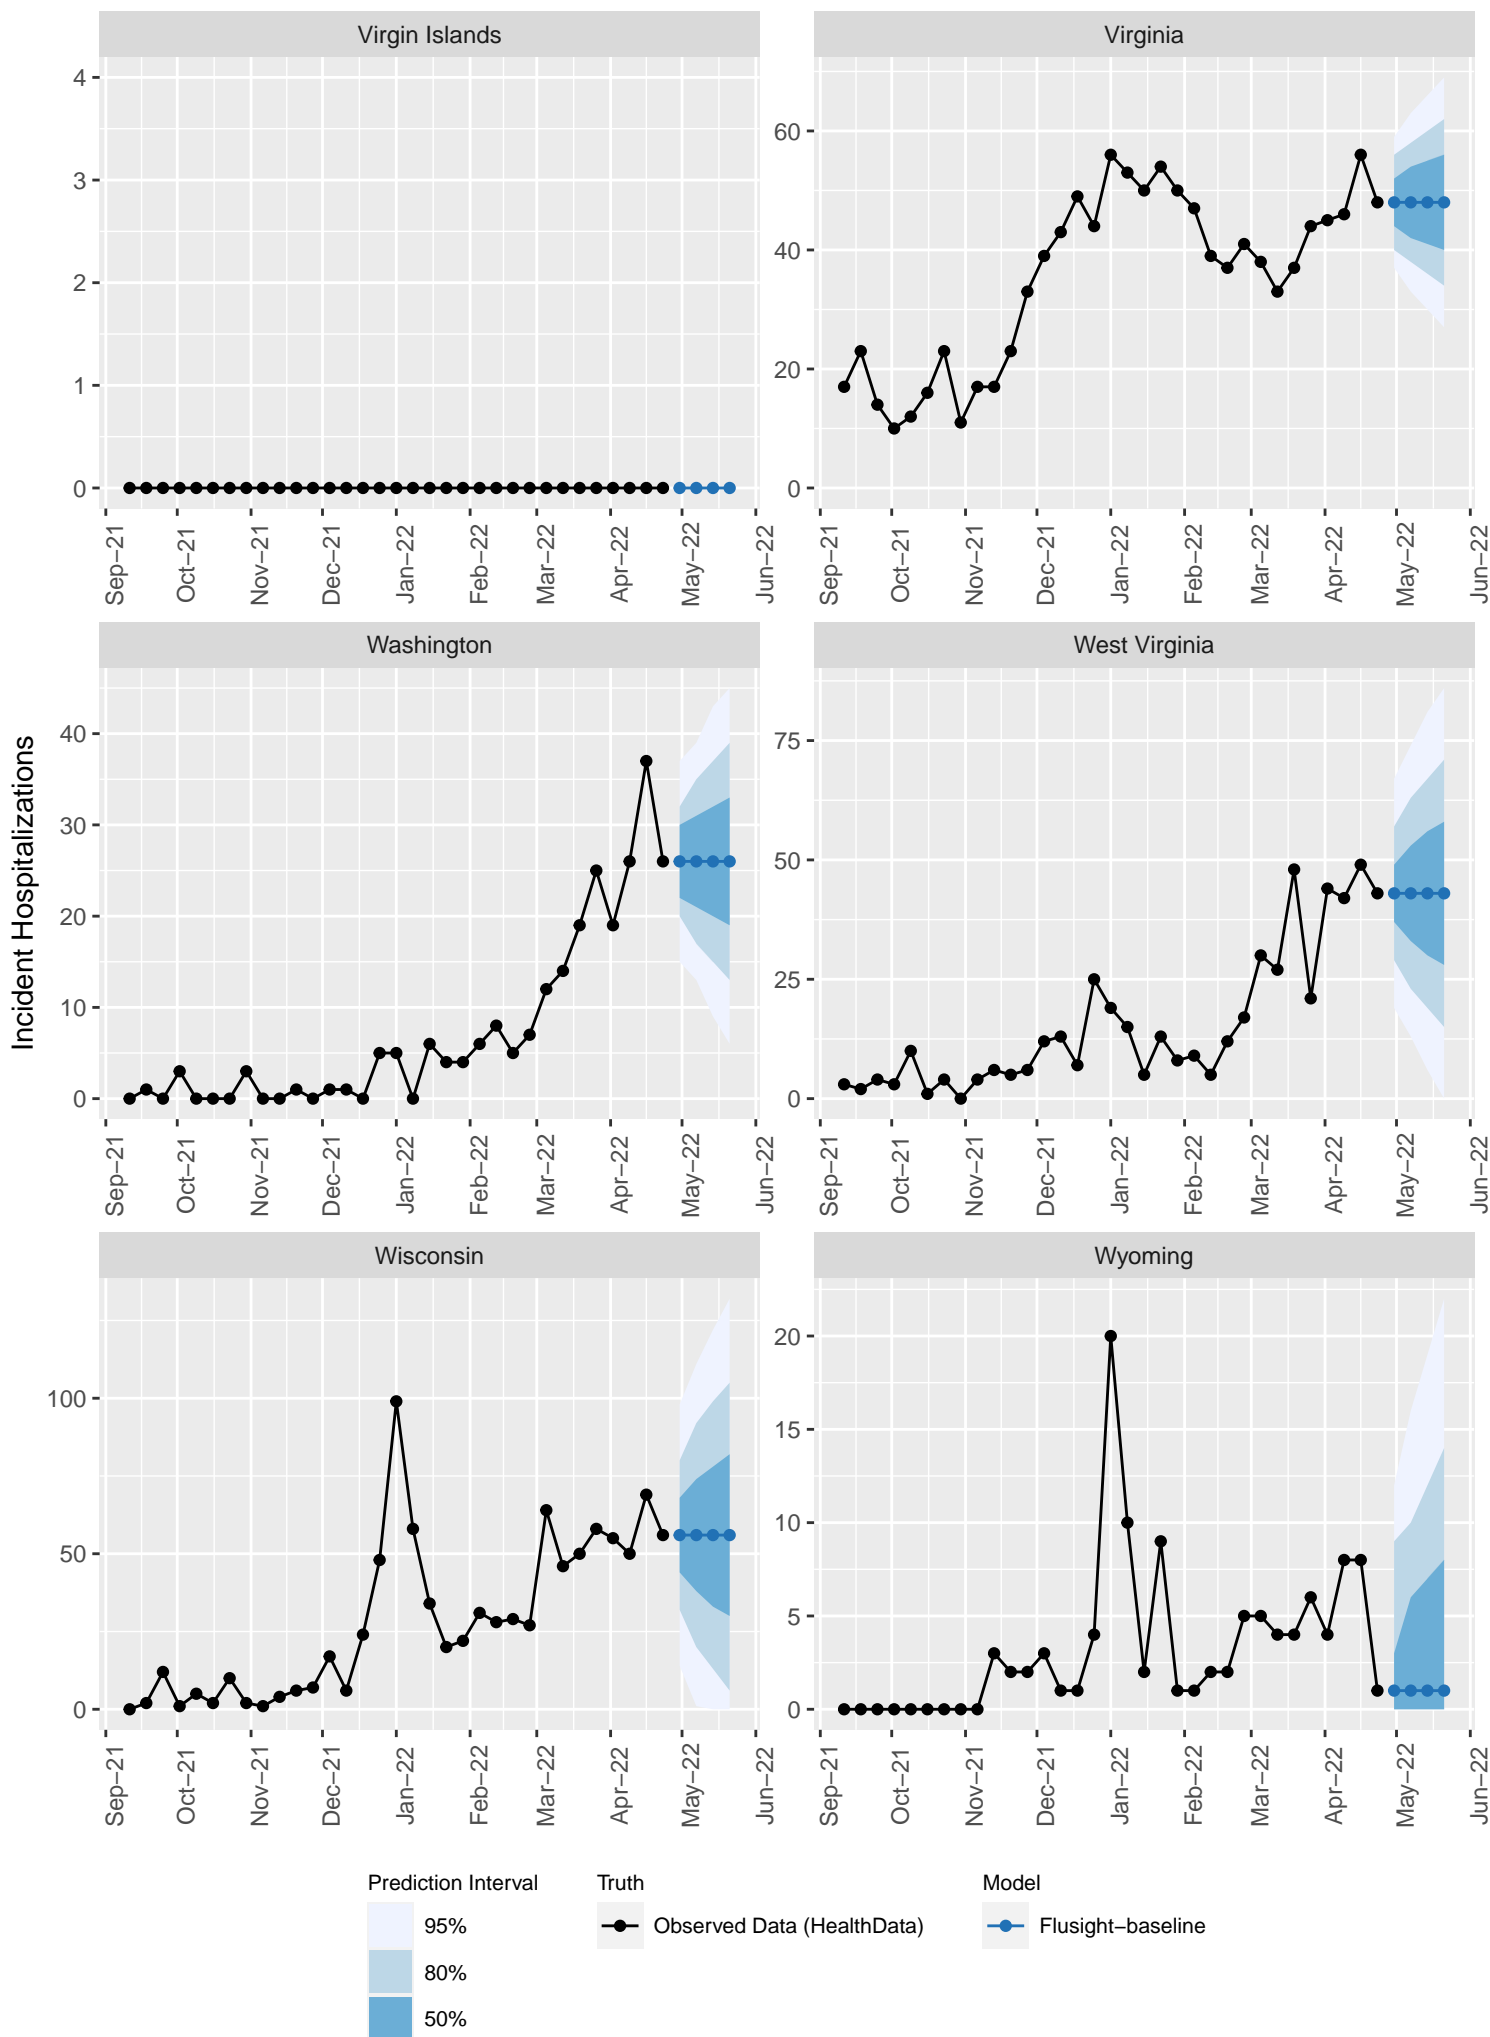 Virgin Islands
Virginia
4
3
2
1
0
60
40
20
0
Sep−21 Oct−21 Nov−21 Dec−21 Jan−22 Feb−22 Mar−22 Apr−22 May−22 Jun−22
Sep−21 Oct−21 Nov−21 Dec−21 Jan−22 Feb−22 Mar−22 Apr−22 May−22 Jun−22
Washington
West Virginia
Incident Hospitalizations
40
30
20
10
0
75
50
25
0
Sep−21 Oct−21 Nov−21 Dec−21 Jan−22 Feb−22 Mar−22 Apr−22 May−22 Jun−22
Sep−21 Oct−21 Nov−21 Dec−21 Jan−22 Feb−22 Mar−22 Apr−22 May−22 Jun−22
Wisconsin
Wyoming
100
50
0
20
15
10
5
0
Sep−21 Oct−21 Nov−21 Dec−21 Jan−22 Feb−22 Mar−22 Apr−22 May−22 Jun−22
Sep−21 Oct−21 Nov−21 Dec−21 Jan−22 Feb−22 Mar−22 Apr−22 May−22 Jun−22
Prediction Interval
95%
80%
50%
Truth
Observed Data (HealthData)
Model
Flusight−baseline